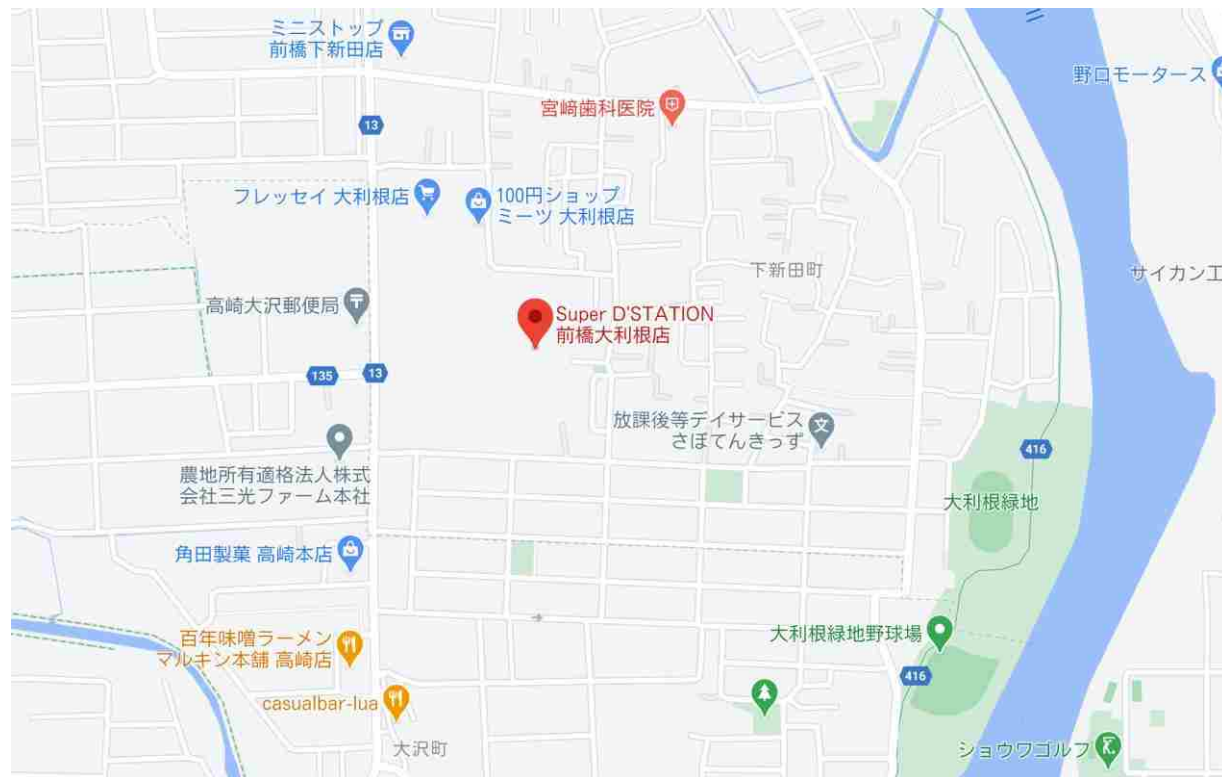 ミニストップ
前橋下新田店
野口モータース
宮﨑歯科医院
13
フレッセイ 大利根店
100円ショップ
ミーツ 大利根店
下新田町
サイカン工
高崎大沢郵便局
Super D'STATION
前橋大利根店
135
13
放課後等デイサービス
さぼてんきっず
416
農地所有適格法人株式
会社三光ファーム本社
大利根緑地
角田製菓 高崎本店
百年味噌ラーメン
マルキン本舗 高崎店
大利根緑地野球場
416
casualbar-lua
大沢町
ショウワゴルフ